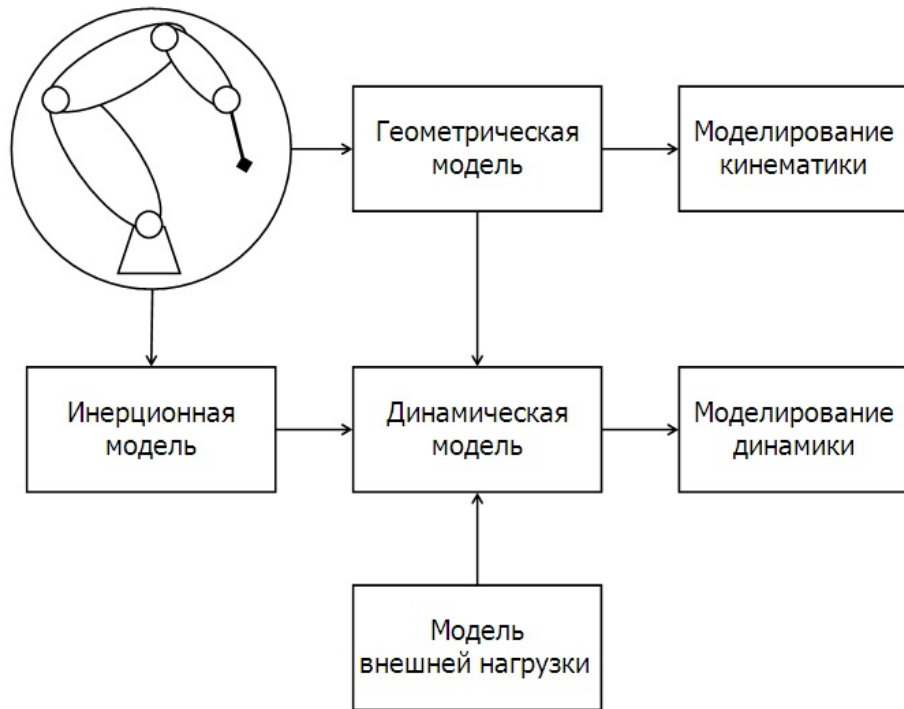 Геометрическая
модель
Моделирование
кинематики
Инерционная
модель
Динамическая
модель
Моделирование
динамики
Модель
внешней нагрузки